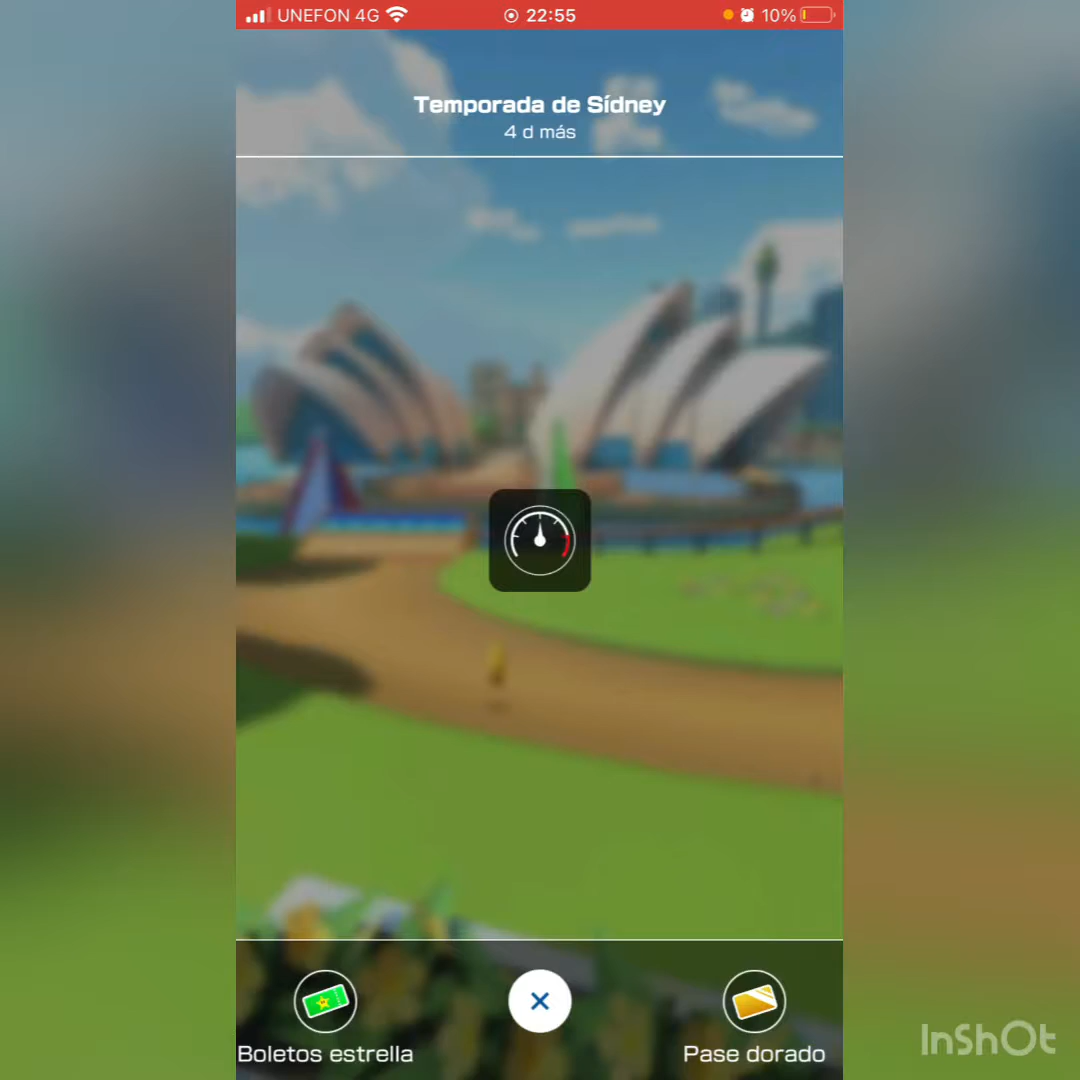 UNEFON 4G 22:55 10%
Temporada de Sídney
4 d más
Boletos estrella
Pase dorado
InShOt